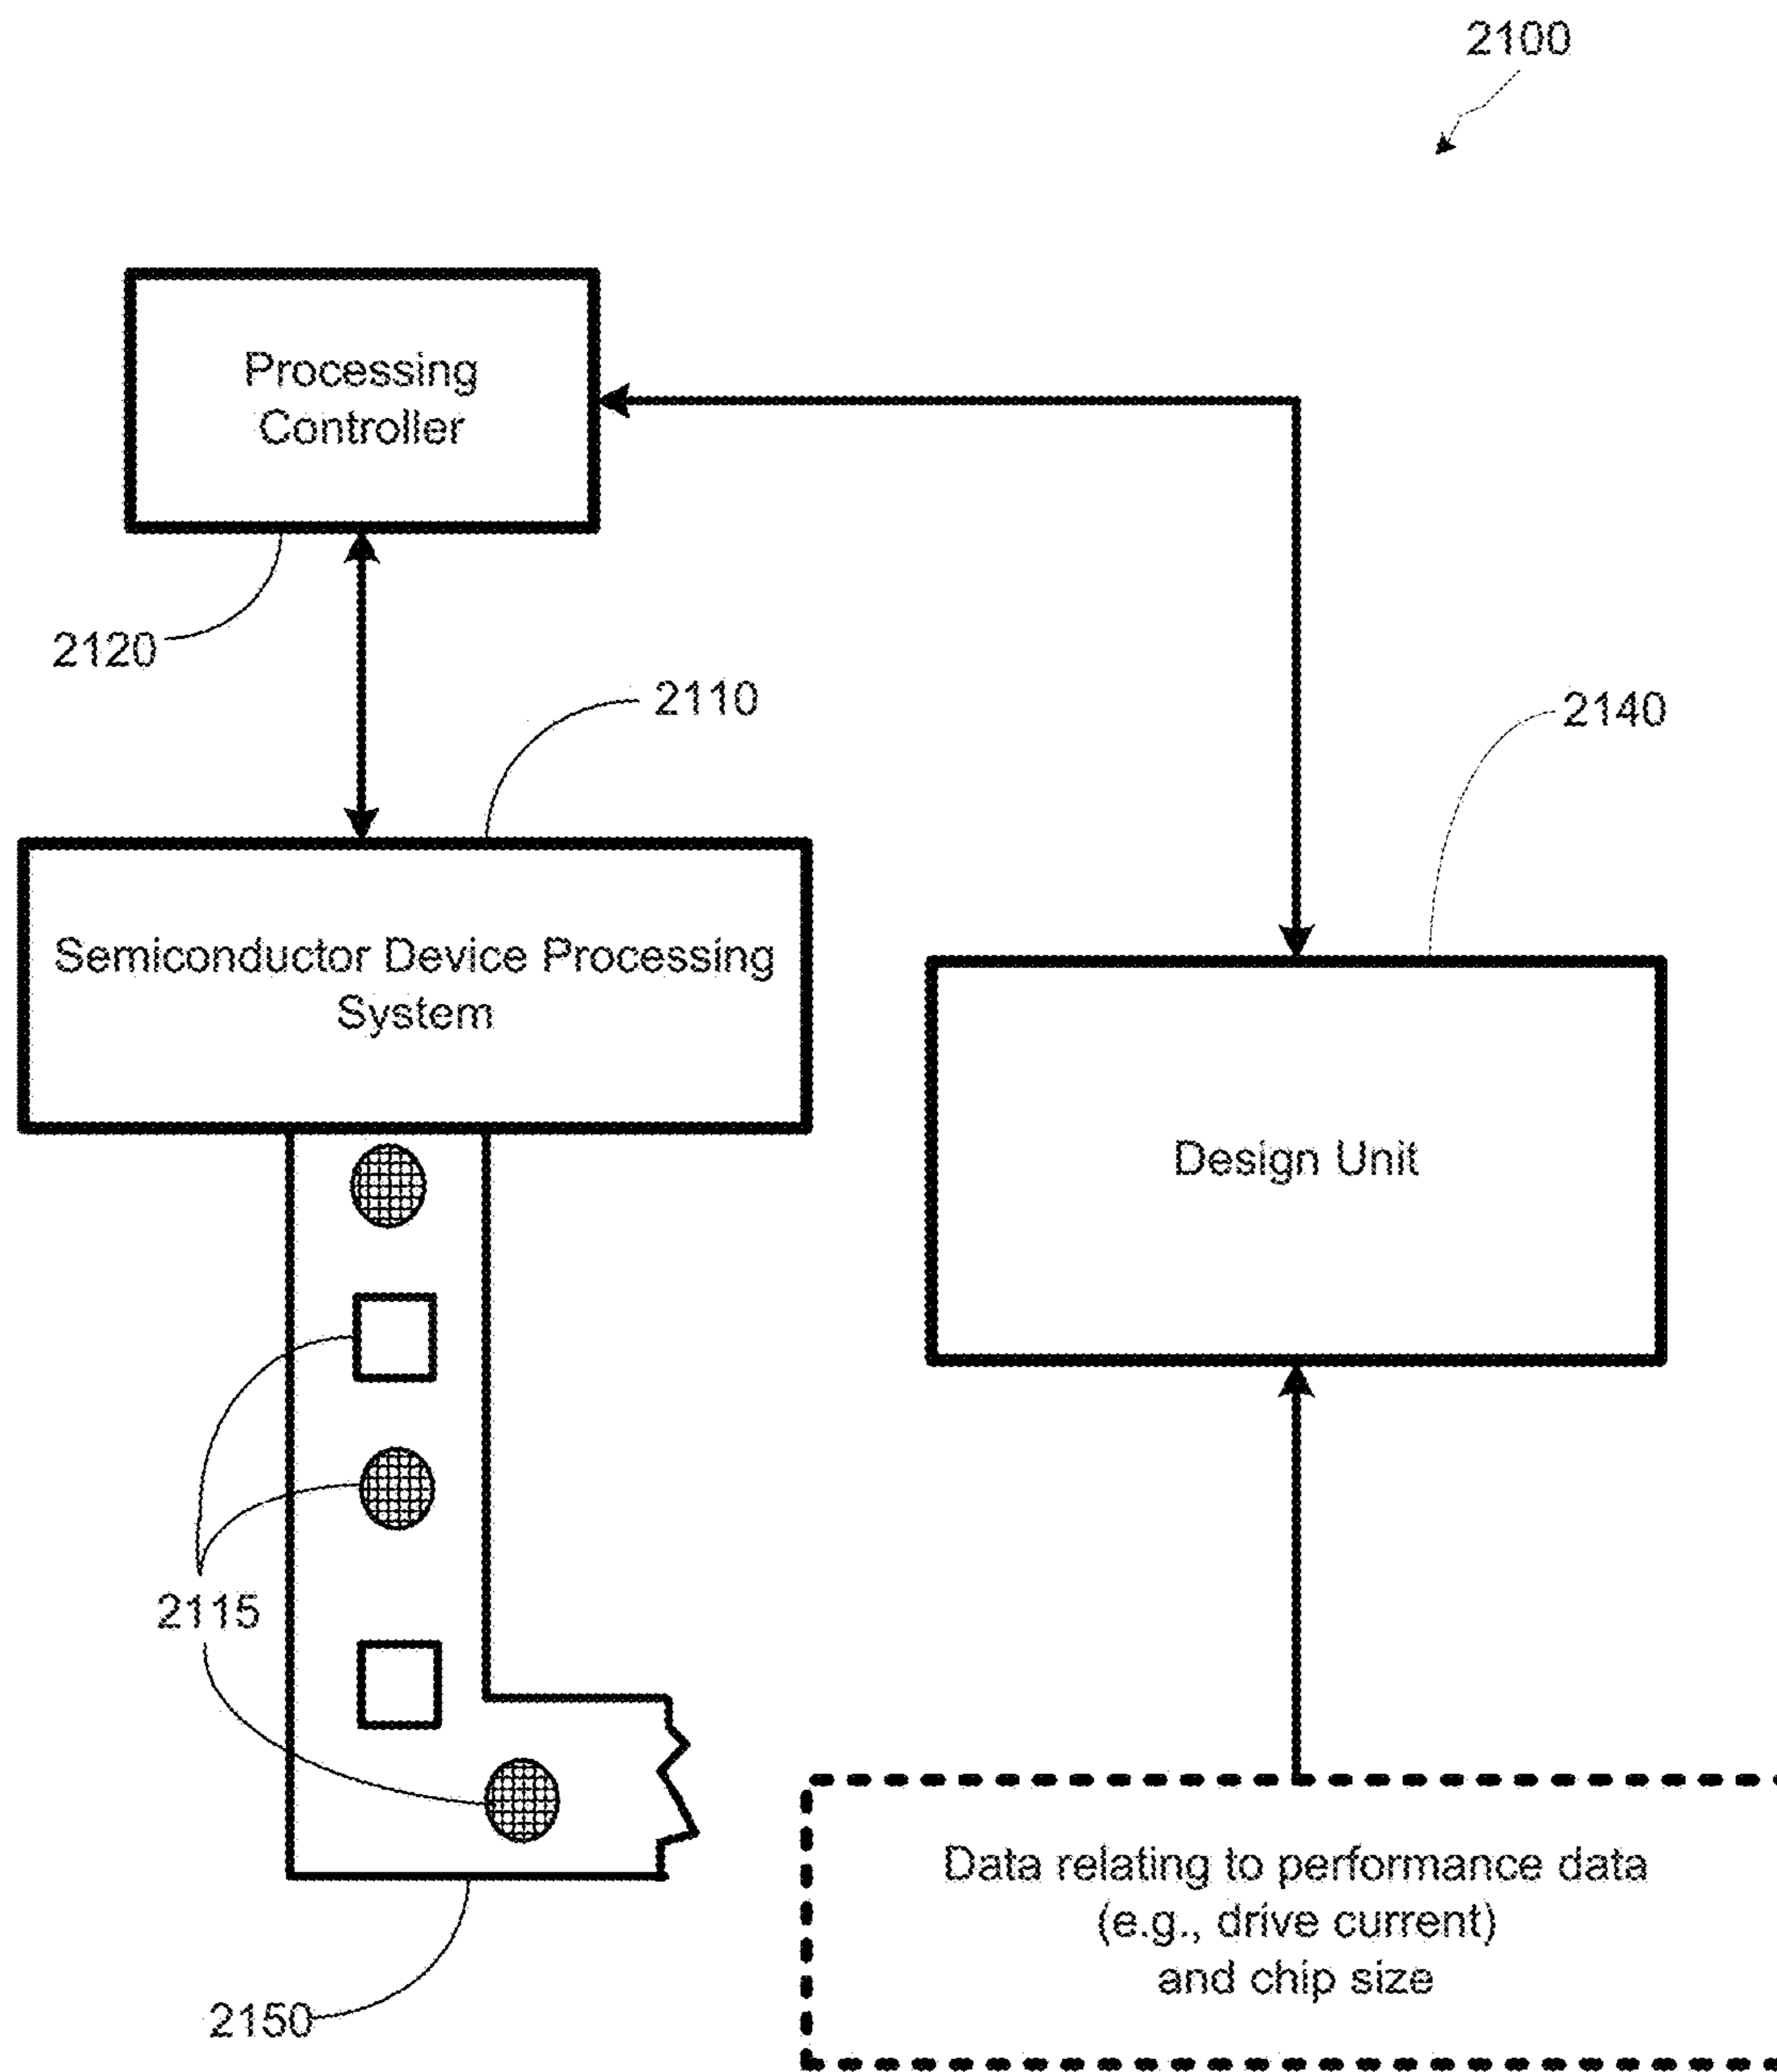 2100
Processing
Controller
2120
2110
2140
Semiconductor Device Processing
System
Design Unit
2115
Data relating to performance data
(e.g., drive current)
and chip size
2150